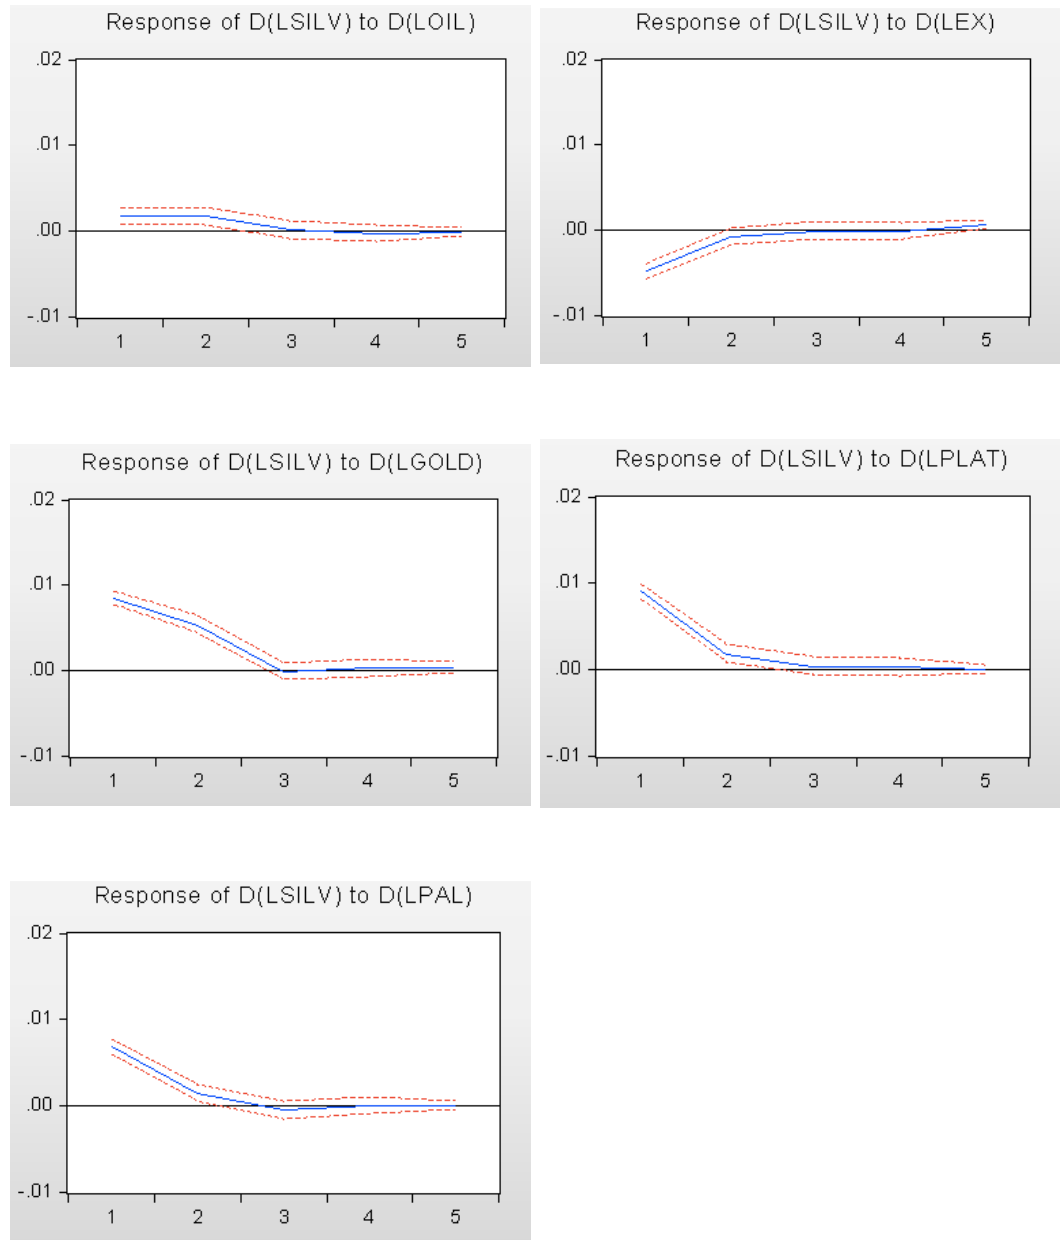 Response of D(LSILV) to D(LOIL)
.02
.01
.00
-.01
1 2 3 4 5
Response of D(LSILV) to D(LEX)
.02
.01
.00
-.01
1 2 3 4 5
Response of D(LSILV) to D(LGOLD)
.02
.01
.00
-.01
1 2 3 4 5
Response of D(LSILV) to D(LPLAT)
.02
.01
.00
-.01
1 2 3 4 5
Response of D(LSILV) to D(LPAL)
.02
.01
.00
-.01
1 2 3 4 5